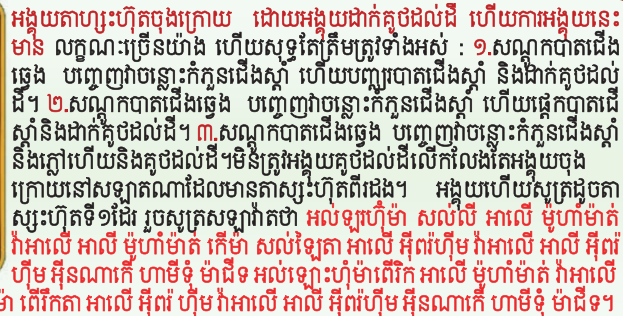 អង្គុយតាហ្សះហ៊ុតចុងក្រោយ ដោយអង្គុយដាក់គូថដល់ដី ហើយការអង្គុយនេះ
មាន លក្ខណៈច្រើនយ៉ាង ហើយសុទ្ធតែត្រឹមត្រូវទាំងអស់ : ១.សណ្តូកបាតជើង
ឆ្វេង បញ្ចេញវាចន្លោះកំភួនជើងស្តាំ ហើយបញ្ឈរបាតជើងស្តាំ និងដាក់គូថដល់
ដី។ ២.សណ្តូកបាតជើងឆ្វេង បញ្ចេញវាចន្លោះកំភួនជើងស្តាំ ហើយផ្តេកបាតជើ
ស្តាំនិងដាក់គូថដល់ដី។ ៣.សណ្តូកបាតជើងឆ្វេង បញ្ចេញវាចន្លោះកំភួនជើងស្តាំ
និងភ្លៅហើយនិងគូថដល់ដី។មិនត្រូវអង្គុយគូថដល់ដីលើកលែងតែអង្គុយចុង
ក្រោយនៅសឡាតណាដែលមានតាស្សះហ៊ុតពីរដង។ អង្គុយហើយសូត្រដូចតា
ស្សះហ៊ុតទី១ដែរ រួចសូត្រសឡាវ៉ាតថា អល់ឡរហ៊ុំម៉ា សល់លី អាលើ ម៉ូហាំម៉ាត់
វ៉ាអាលើ អាលី ម៉ូហាំម៉ាត់ កើម៉ា សល់ឡៃតា អាលើ អ៊ីពរ៉ហ៊ីម វ៉ាអាលើ អាលី អ៊ីពរ៉
ហ៊ីម អ៊ីនណាកើ ហាមីទុំ ម៉ាជីទ អល់ឡោះហុំម៉ាពើរិក អាលើ ម៉ូហាំម៉ាត់ វ៉ាអាលើ
ម៉ា ពើរឹកតា អាលើ អ៊ីពរ៉ ហ៊ីម វ៉ាអាលើ អាលី អ៊ីពរ៉ហ៊ីម អ៊ីនណាកើ ហាមីទុំ ម៉ាជីទ។